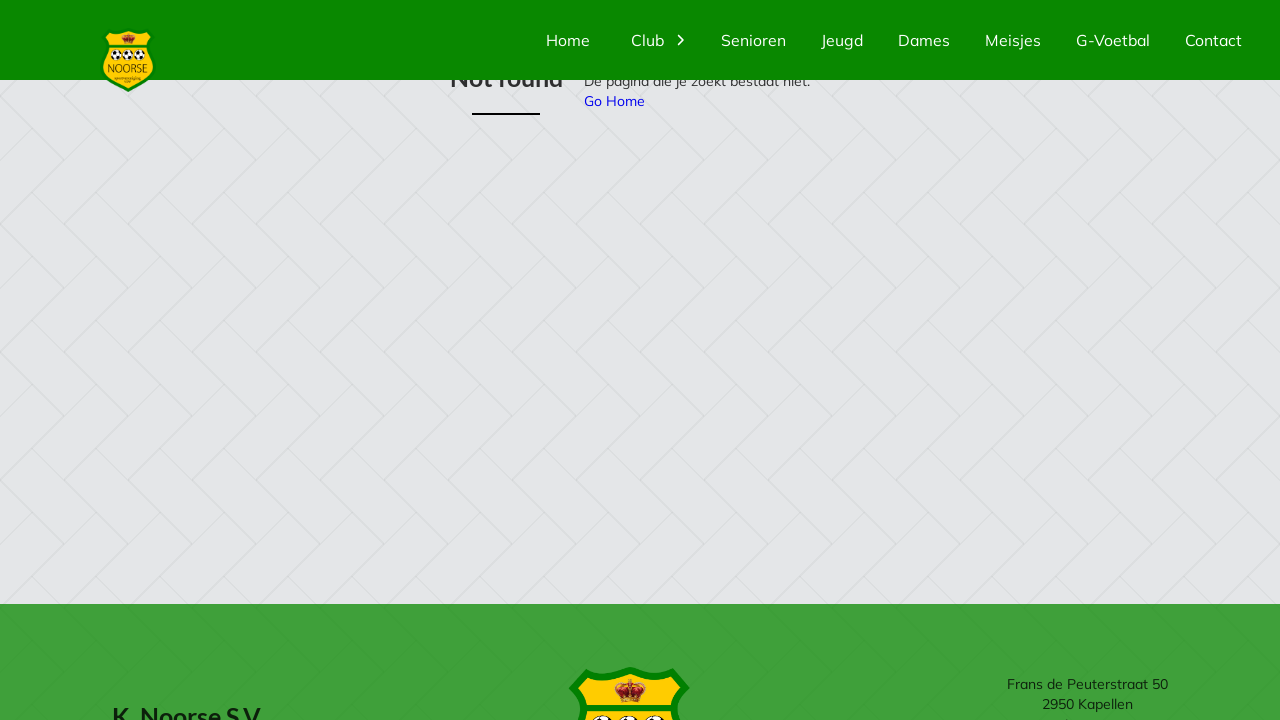 NOORSE
Home
Club
Senioren
Jeugd
Dames
Meisjes
G-Voetbal
Contact
Not found
De pagina die je zoekt bestaat niet.
Go Home
K. Noorse S.V.
Frans de Peuterstraat 50
2950 Kapellen